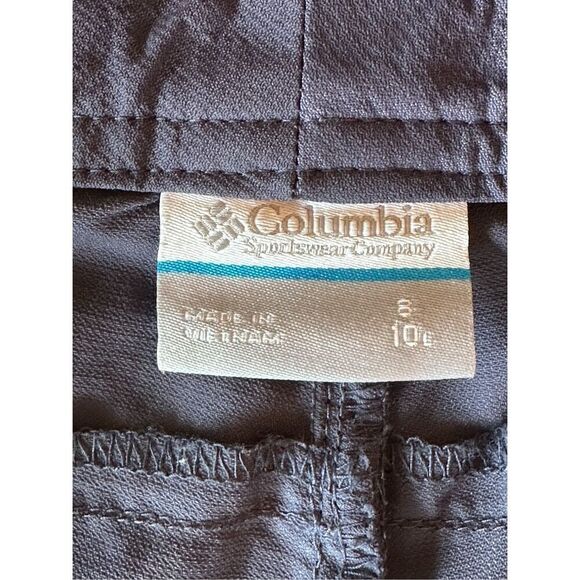 Columbia
Sportswear Company
MADE IN
VIETNAM
8
10"E